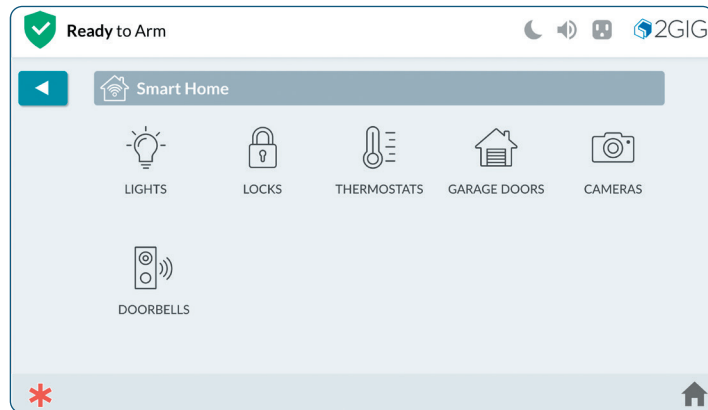 Ready to Arm
2GIG
Smart Home
LIGHTS
LOCKS
THERMOSTATS
GARAGE DOORS
CAMERAS
DOORBELLS